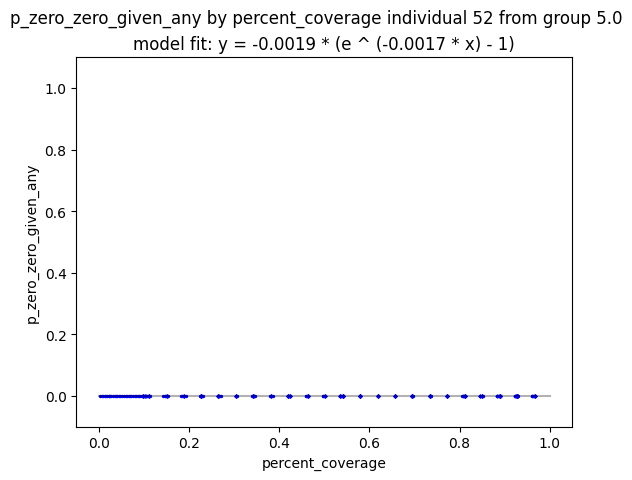 p_zero_zero_given_any by percent_coverage individual 52 from group 5.0
model fit: y = -0.0019 * (e ^ (-0.0017 * x) - 1)
1.0
0.8
0.6
0.4
0.2
0.0
p_zero_zero_given_any
0.0 0.2 0.4 0.6 0.8 1.0
percent_coverage